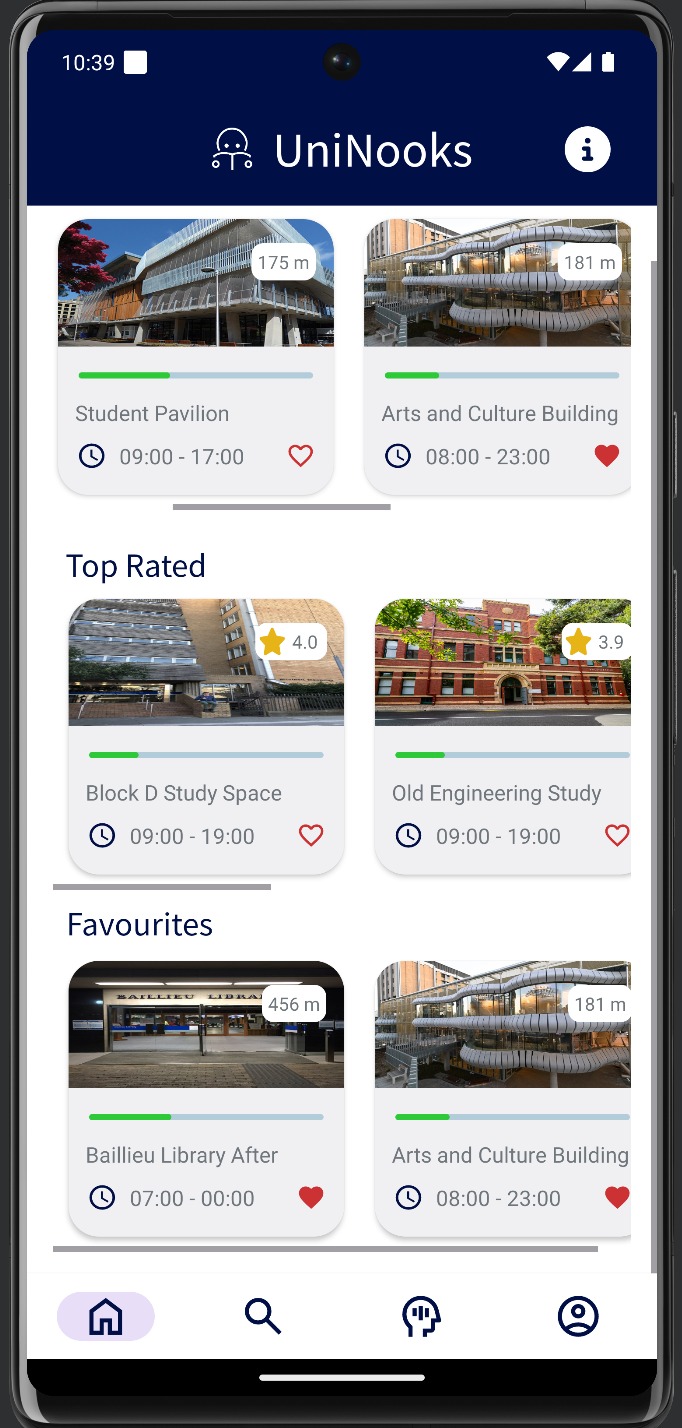 10:39
UniNooks
175 m
181 m
Student Pavilion
Arts and Culture Building
09:00 - 17:00
08:00 - 23:00
Top Rated
4.0
3.9
Block D Study Space
Old Engineering Study
09:00 - 19:00
09:00 - 19:00
Favourites
BAILLIEU LIBRA
456 m
181 m
Baillieu Library After
Arts and Culture Building
07:00 - 00:00
08:00 - 23:00